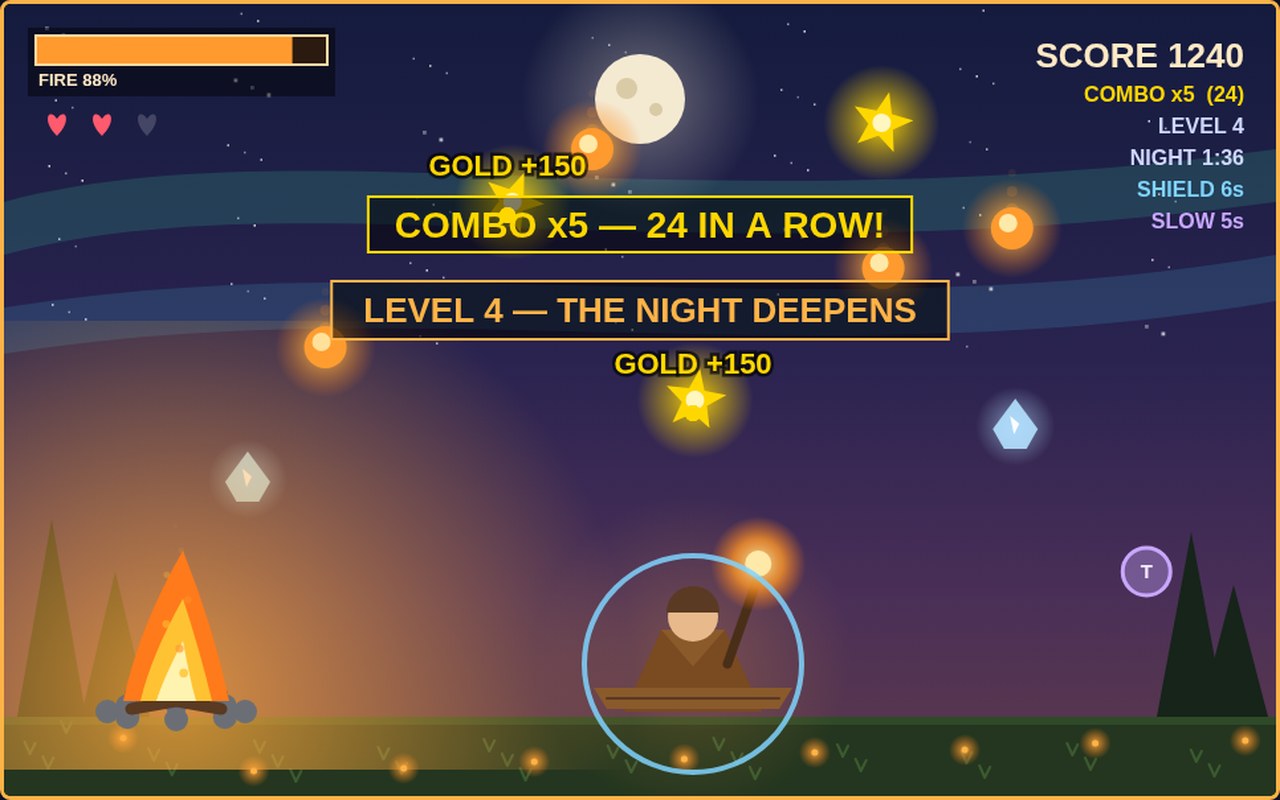 FIRE 88%
SCORE 1240
COMBO x5 (24)
LEVEL 4
NIGHT 1:36
SHIELD 6s
SLOW 5s
GOLD +150
COMBO x5 — 24 IN A ROW!
LEVEL 4 — THE NIGHT DEEPENS
GOLD +150
T